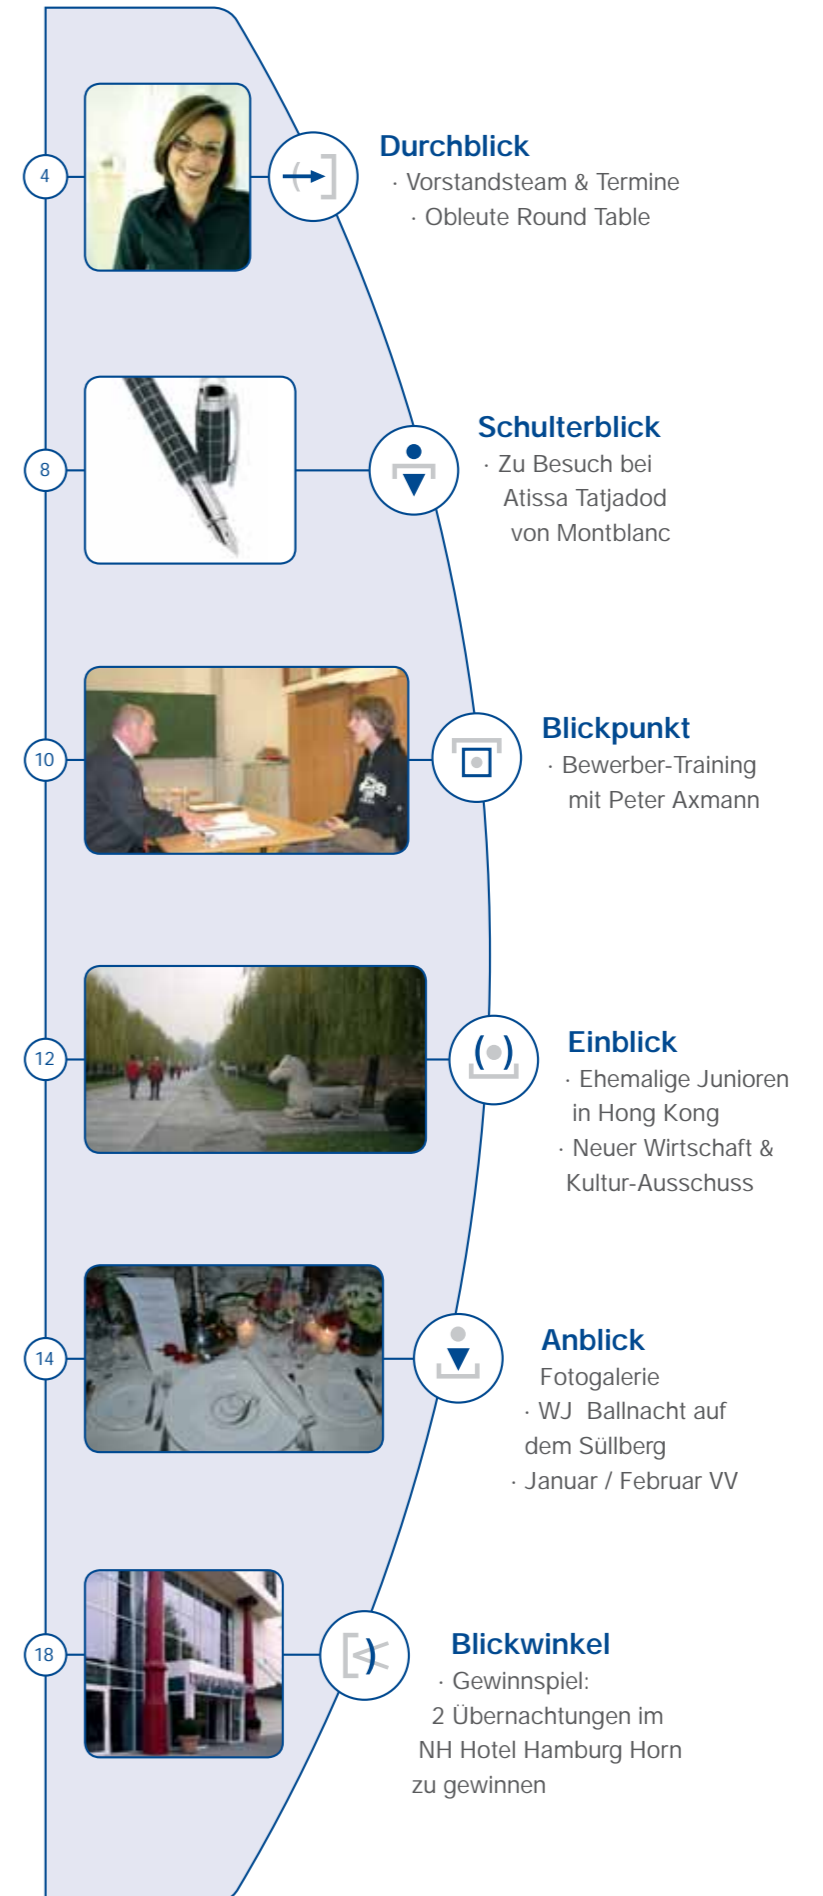 4
Durchblick
· Vorstandsteam & Termine
· Obleute Round Table
8
Schulterblick
· Zu Besuch bei
Atissa Tatjadod
von Montblanc
10
Blickpunkt
· Bewerber-Training
mit Peter Axmann
12
Einblick
· Ehemalige Junioren
in Hong Kong
· Neuer Wirtschaft &
Kultur-Ausschuss
14
Anblick
Fotogalerie
· WJ Ballnacht auf
dem Süllberg
· Januar / Februar VV
18
Blickwinkel
· Gewinnspiel:
2 Übernachtungen im
NH Hotel Hamburg Horn
zu gewinnen